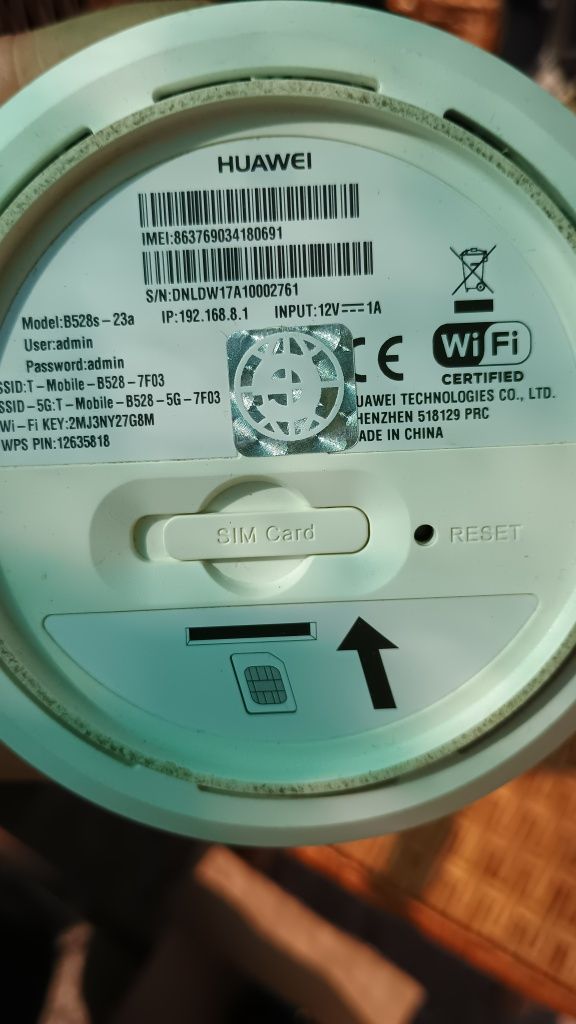 HUAWEI
IMEI:863769034180691
S/N:DNLDW17A10002761
Model:B528s-23a IP:192.168.8.1 INPUT:12V⎓1A
User:admin
Password:admin
SSID:T-Mobile-B528-7F03
SSID-5G:T-Mobile-B528-5G-7F03
Wi-Fi KEY:2MJ3NY27G8M
WPS PIN:12635818
CE
Wi Fi
CERTIFIED
HUAWEI TECHNOLOGIES CO., LTD.
SHENZHEN 518129 PRC
MADE IN CHINA
SIM Card
RESET